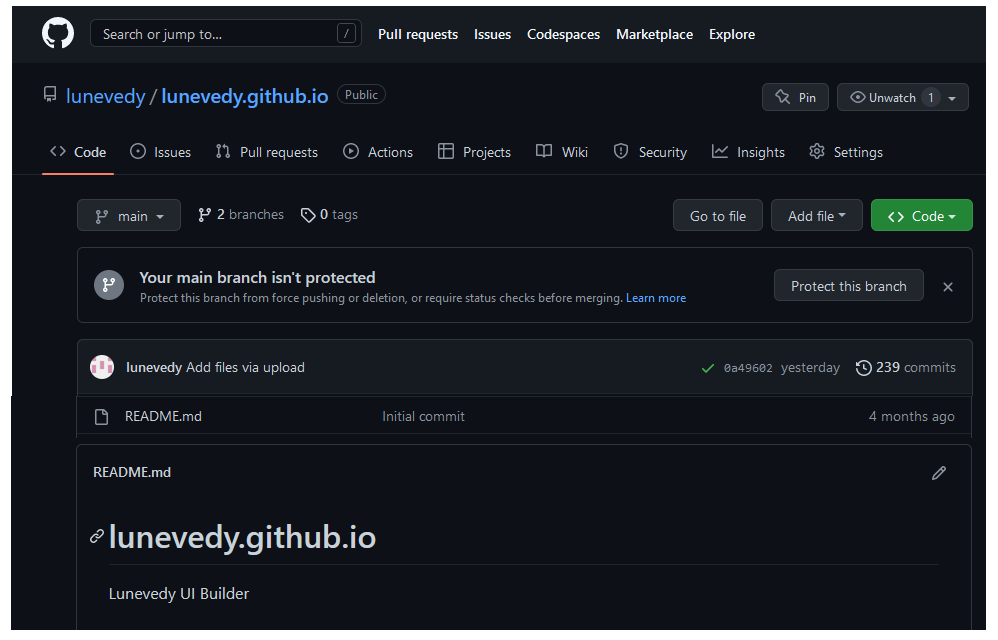 Search or jump to... / Pull requests Issues Codespaces Marketplace Explore
lunevedy / lunevedy.github.io Public Pin Unwatch 1
Code Issues Pull requests Actions Projects Wiki Security Insights Settings
main 2 branches 0 tags Go to file Add file Code
Your main branch isn't protected
Protect this branch from force pushing or deletion, or require status checks before merging. Learn more Protect this branch
lunevedy Add files via upload 0a49602 yesterday 239 commits
README.md Initial commit 4 months ago
README.md
lunevedy.github.io
Lunevedy UI Builder